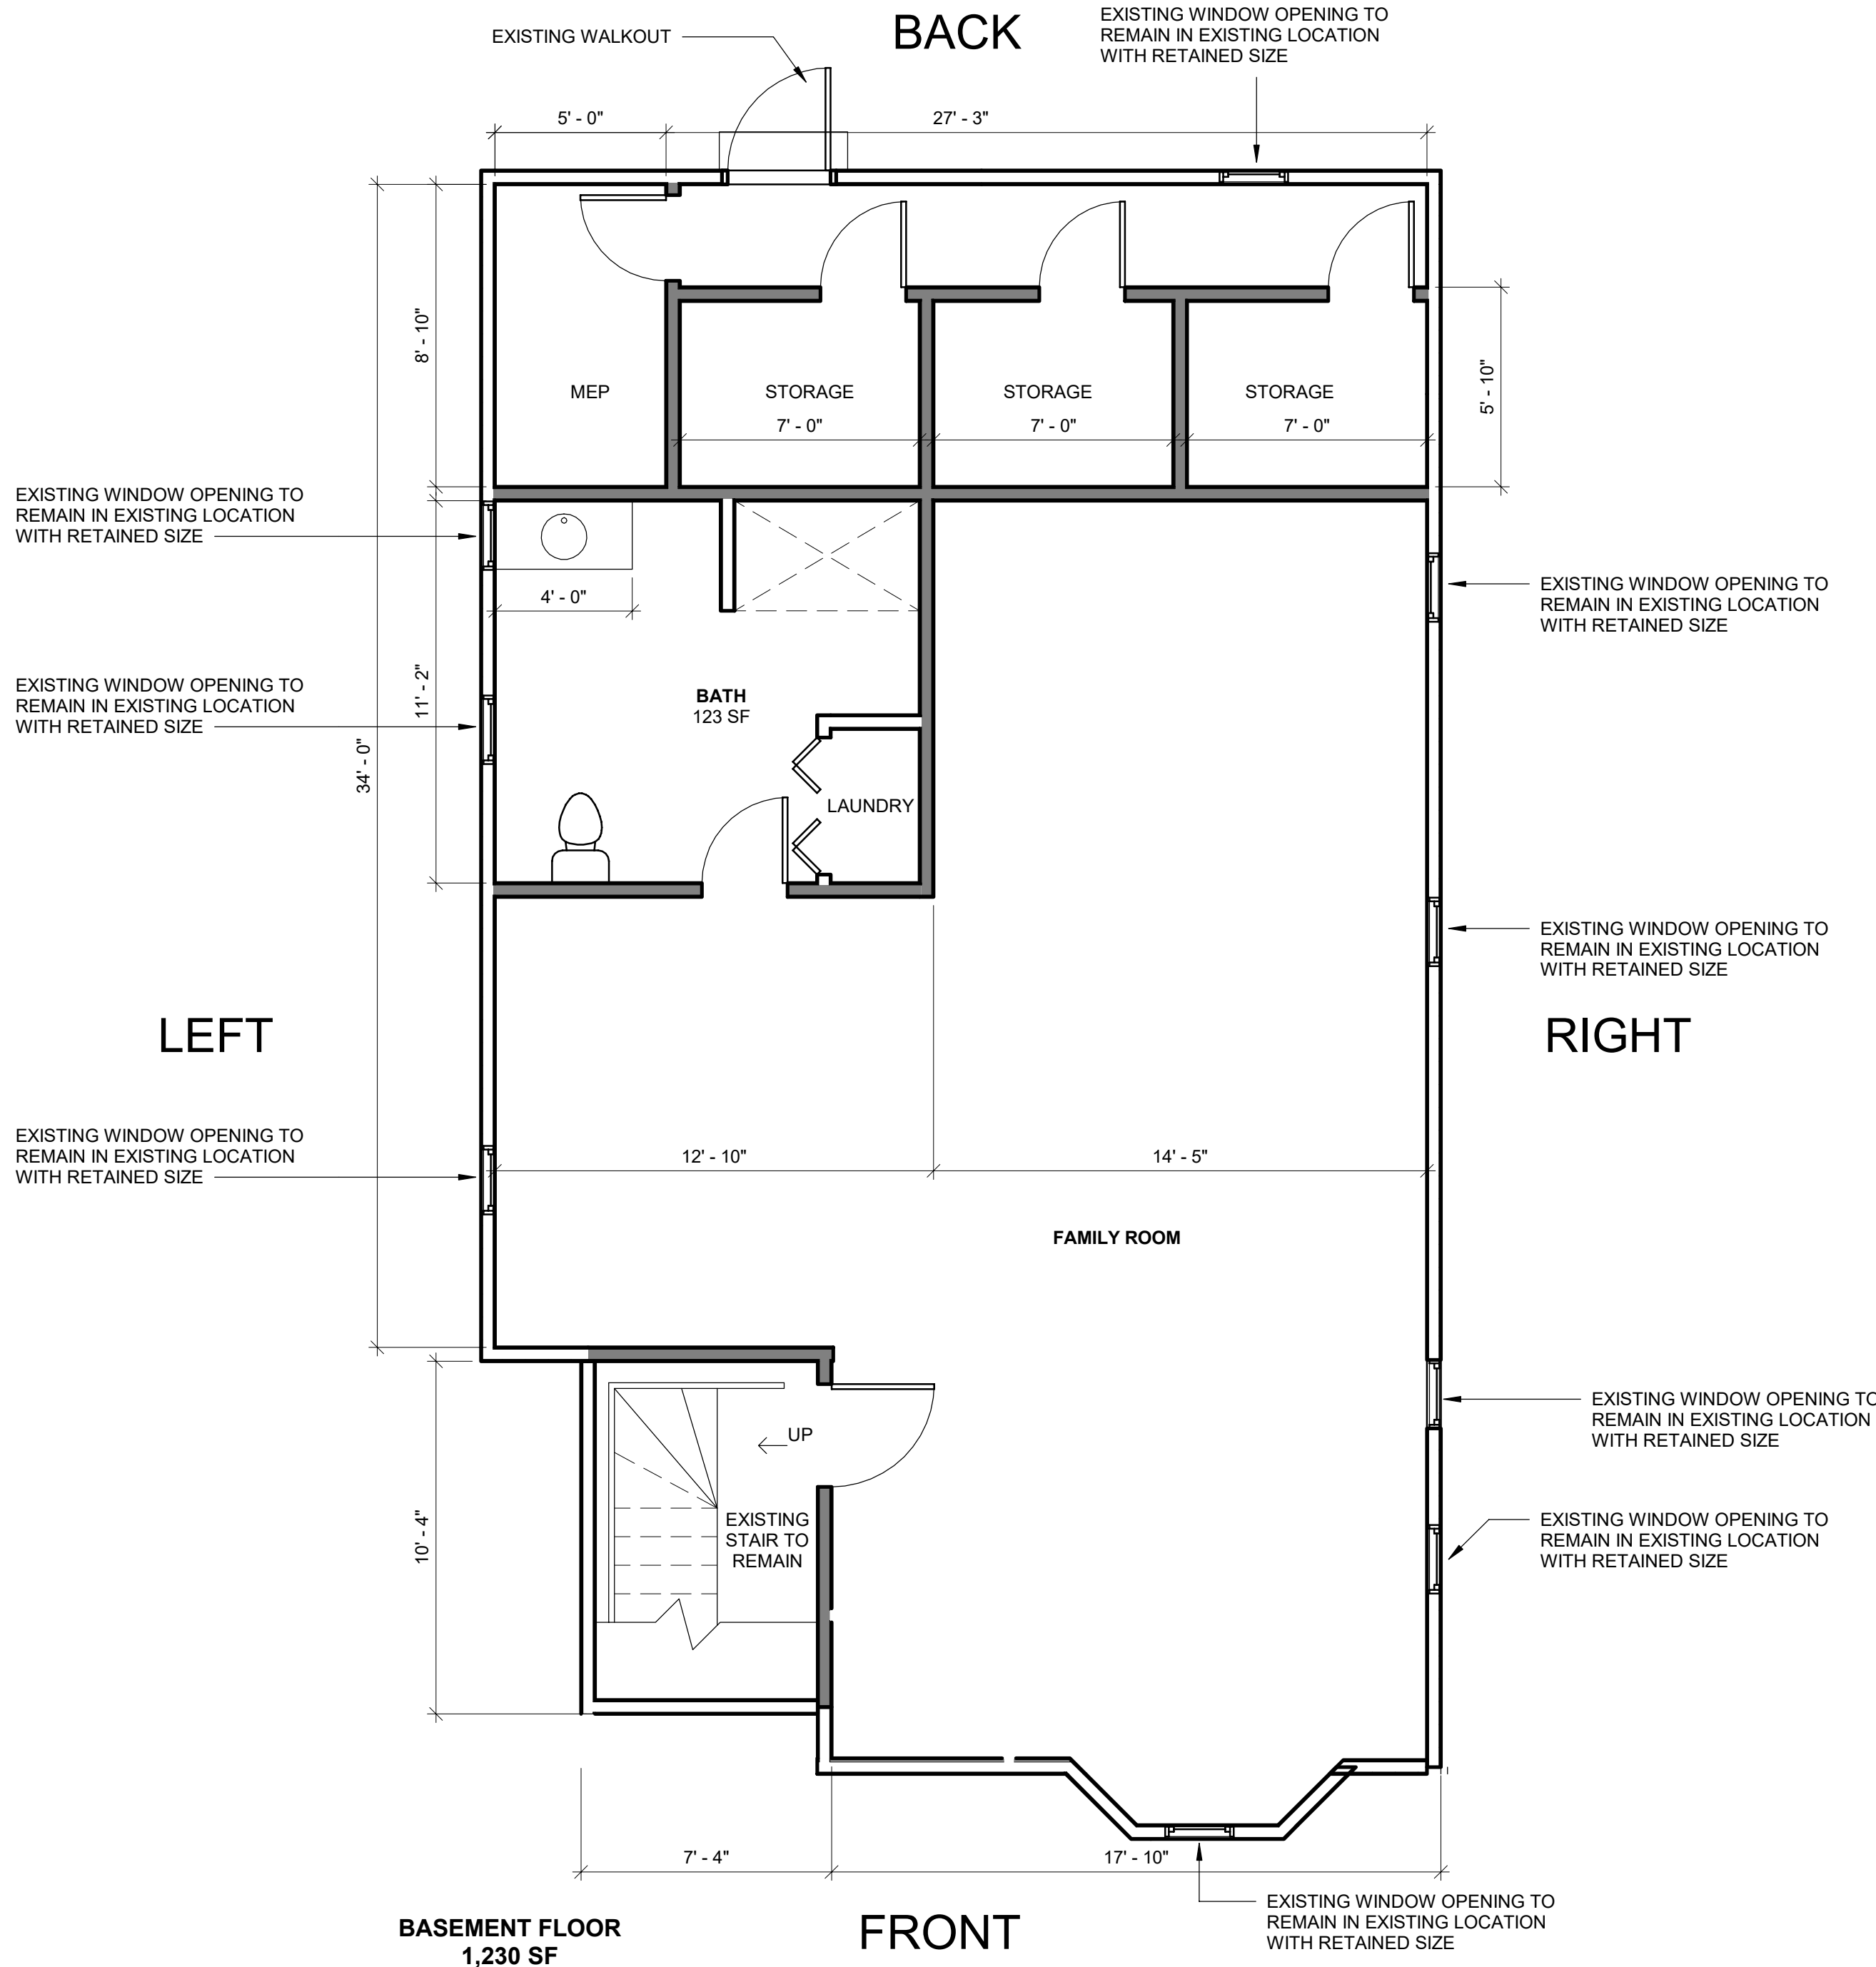 BACK
EXISTING WINDOW OPENING TO
REMAIN IN EXISTING LOCATION
WITH RETAINED SIZE
EXISTING WALKOUT
5' - 0"
27' - 3"
8' - 10"
MEP
STORAGE
STORAGE
STORAGE
7' - 0"
7' - 0"
7' - 0"
5' - 10"
EXISTING WINDOW OPENING TO
REMAIN IN EXISTING LOCATION
WITH RETAINED SIZE
4' - 0"
EXISTING WINDOW OPENING TO
REMAIN IN EXISTING LOCATION
WITH RETAINED SIZE
EXISTING WINDOW OPENING TO
REMAIN IN EXISTING LOCATION
WITH RETAINED SIZE
11' - 2"
BATH
123 SF
34' - 0"
LAUNDRY
EXISTING WINDOW OPENING TO
REMAIN IN EXISTING LOCATION
WITH RETAINED SIZE
LEFT
RIGHT
EXISTING WINDOW OPENING TO
REMAIN IN EXISTING LOCATION
WITH RETAINED SIZE
12' - 10"
14' - 5"
FAMILY ROOM
EXISTING WINDOW OPENING TO
REMAIN IN EXISTING LOCATION
WITH RETAINED SIZE
UP
10' - 4"
EXISTING
STAIR TO
REMAIN
EXISTING WINDOW OPENING TO
REMAIN IN EXISTING LOCATION
WITH RETAINED SIZE
7' - 4"
17' - 10"
EXISTING WINDOW OPENING TO
REMAIN IN EXISTING LOCATION
WITH RETAINED SIZE
FRONT
BASEMENT FLOOR
1,230 SF